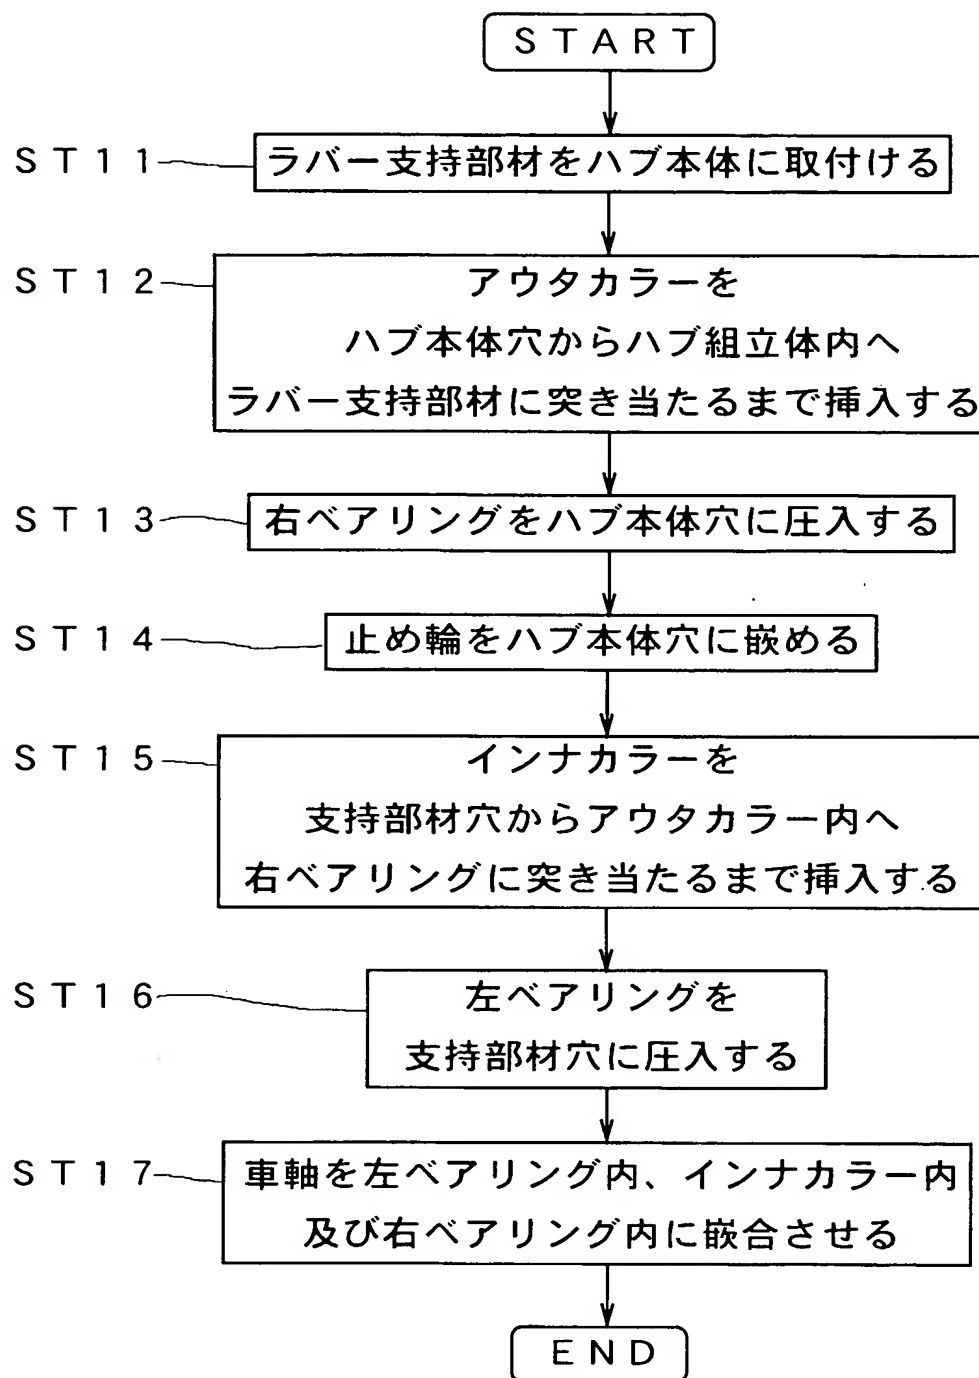 START
ST11 ラバー支持部材をハブ本体に取付ける
ST12 アウタカラーを
ハブ本体穴からハブ組立体内へ
ラバー支持部材に突き当たるまで挿入する
ST13 右ベアリングをハブ本体穴に圧入する
ST14 止め輪をハブ本体穴に嵌める
ST15 インナカラーを
支持部材穴からアウタカラー内へ
右ベアリングに突き当たるまで挿入する
ST16 左ベアリングを
支持部材穴に圧入する
ST17 車軸を左ベアリング内、インナカラー内
及び右ベアリング内に嵌合させる
END